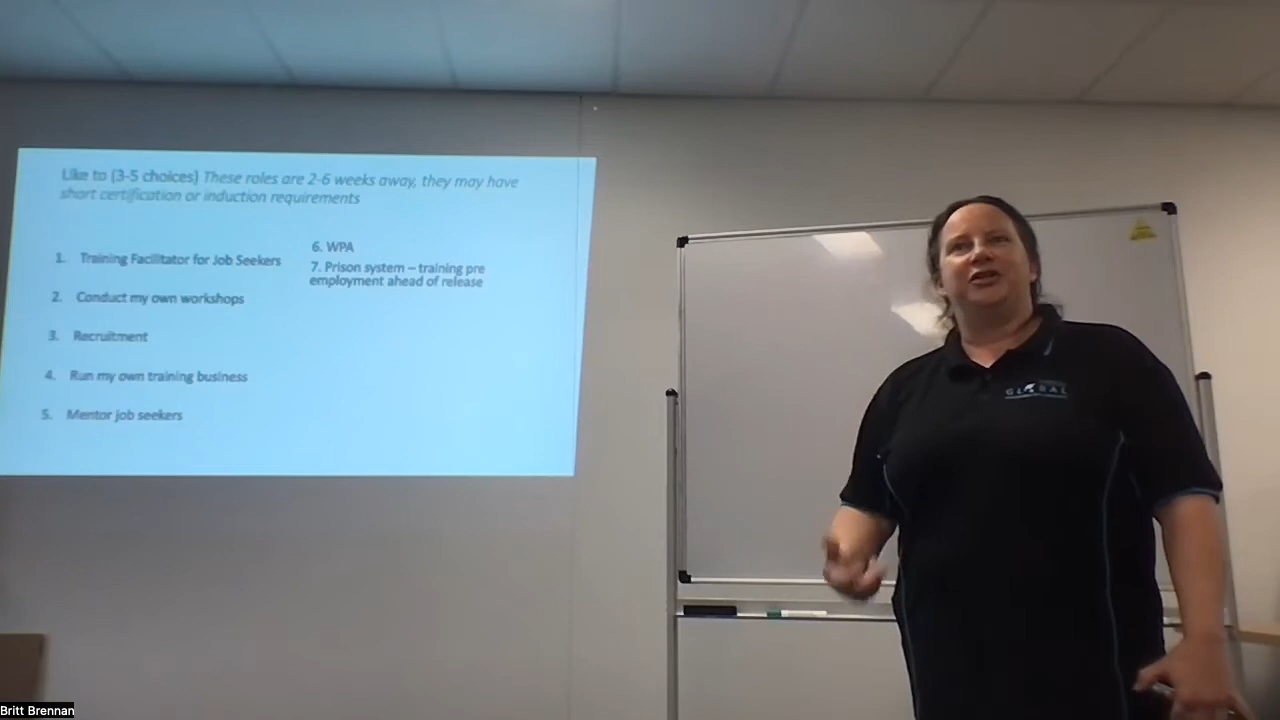 Like to (3-5 choices) These roles are 2-6 weeks away, they may have
short certification or induction requirements
1. Training Facilitator for Job Seekers
2. Conduct my own workshops
3. Recruitment
4. Run my own training business
5. Mentor job seekers
6. WPA
7. Prison system – training pre
employment ahead of release
GLOBAL
Britt Brennan